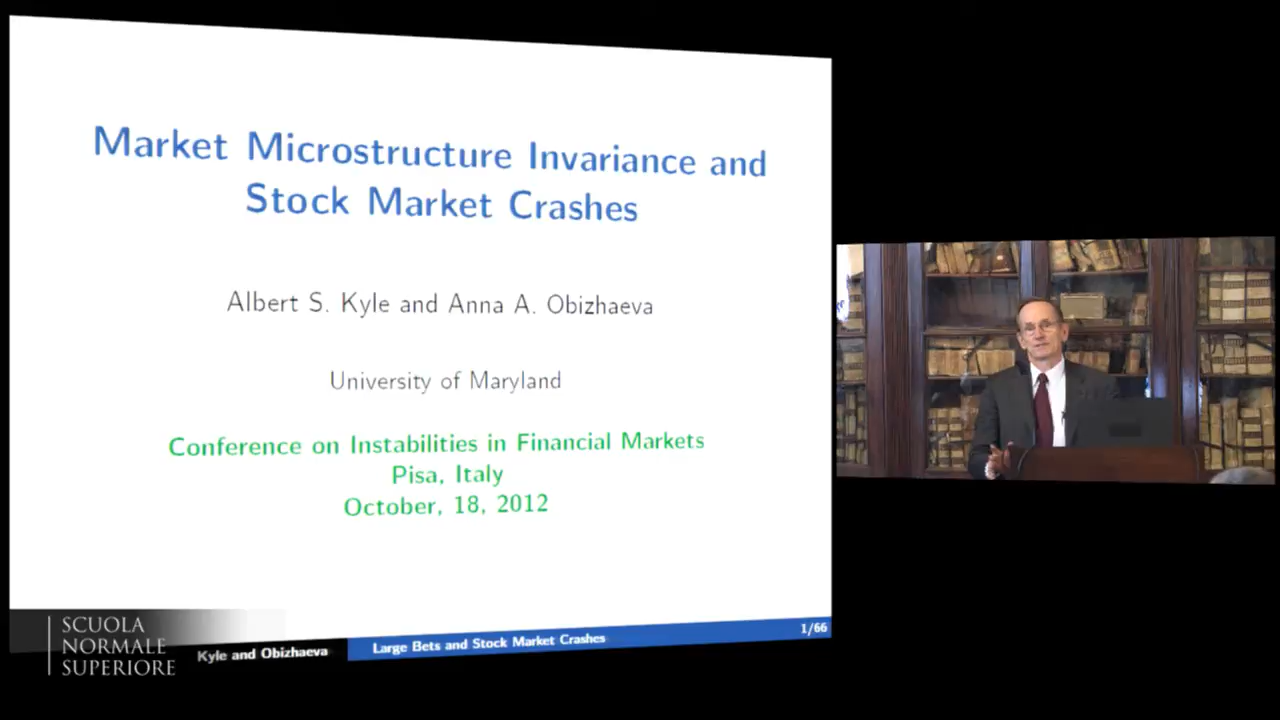 Market Microstructure Invariance and
Stock Market Crashes
Albert S. Kyle and Anna A. Obizhaeva
University of Maryland
Conference on Instabilities in Financial Markets
Pisa, Italy
October, 18, 2012
SCUOLA
NORMALE
SUPERIORE
Kyle and Obizhaeva
Large Bets and Stock Market Crashes
1/66